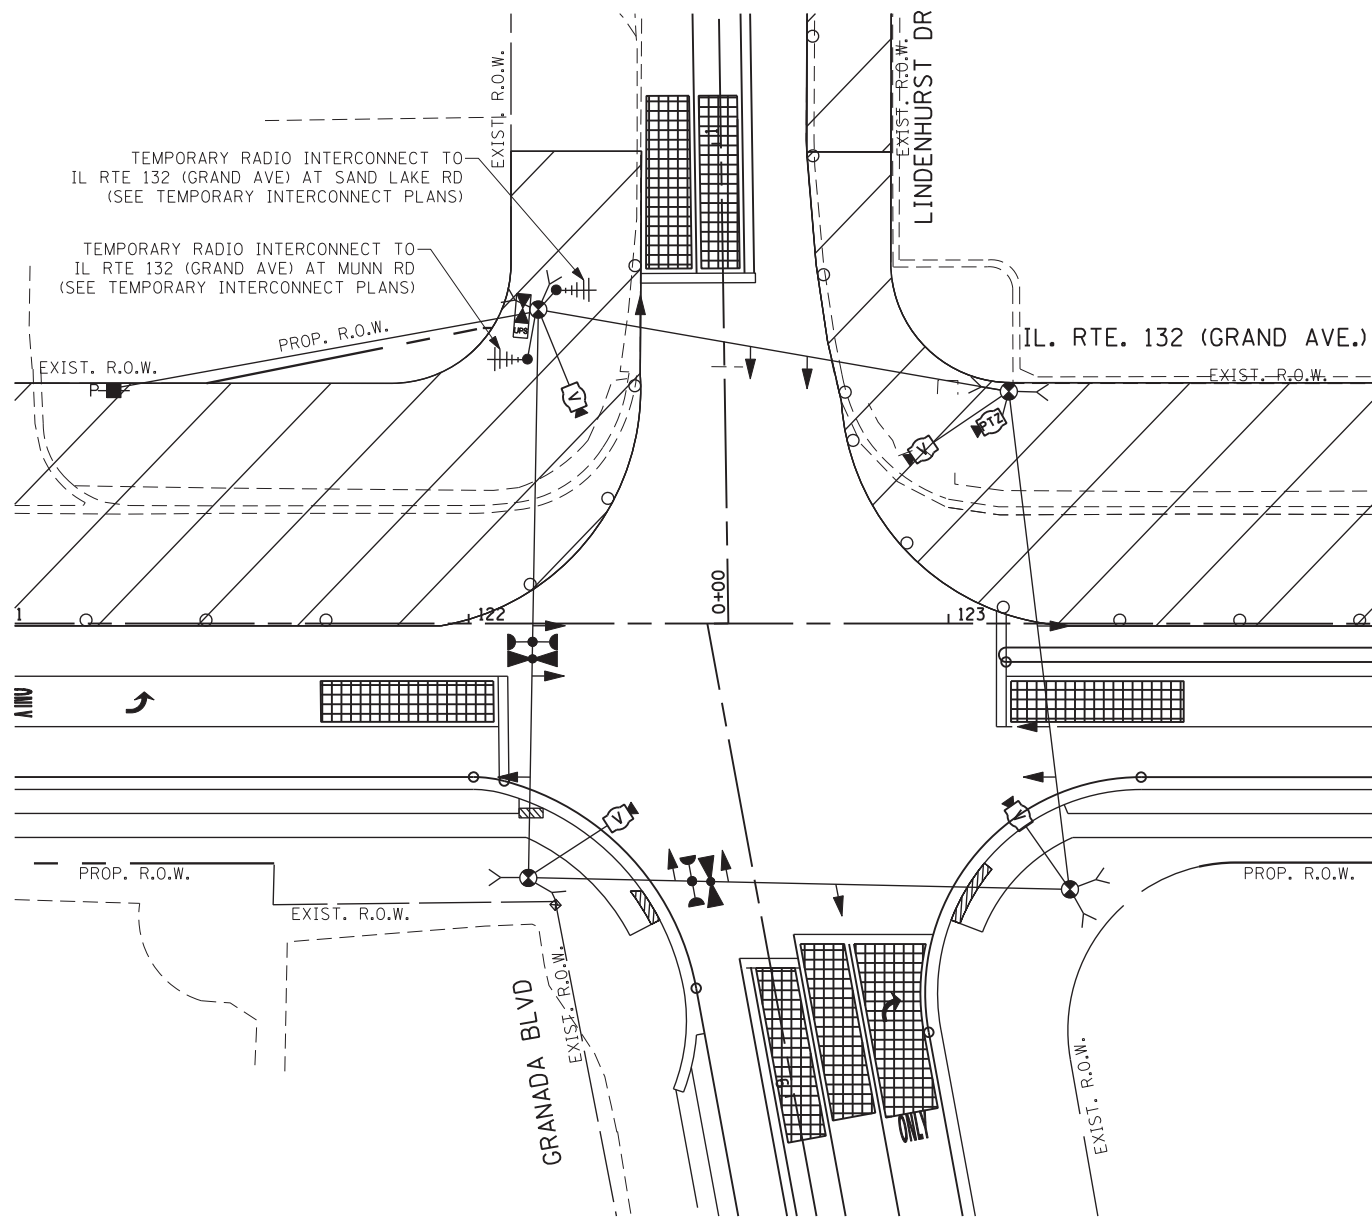 EXIST. R.O.W.
EXIST. R.O.W.
LINDENHURST DR
TEMPORARY RADIO INTERCONNECT TO
IL RTE 132 (GRAND AVE) AT SAND LAKE RD
(SEE TEMPORARY INTERCONNECT PLANS)
TEMPORARY RADIO INTERCONNECT TO
IL RTE 132 (GRAND AVE) AT MUNN RD
(SEE TEMPORARY INTERCONNECT PLANS)
UPS
PROP. R.O.W.
IL. RTE. 132 (GRAND AVE.)
EXIST. R.O.W.
EXIST. R.O.W.
P
V
PTZ
V
0+00
1
122
123
ONLY
V
V
PROP. R.O.W.
PROP. R.O.W.
EXIST. R.O.W.
EXIST. R.O.W.
GRANADA BLVD
EXIST. R.O.W.
ONLY